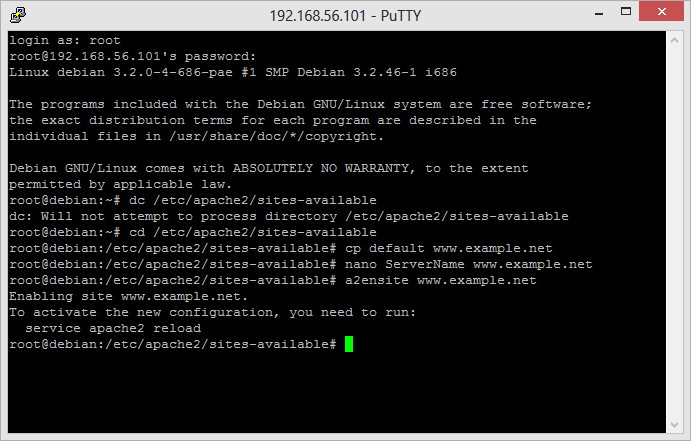 192.168.56.101 - PuTTY
login as: root
root@192.168.56.101's password:
Linux debian 3.2.0-4-686-pae #1 SMP Debian 3.2.46-1 i686
The programs included with the Debian GNU/Linux system are free software;
the exact distribution terms for each program are described in the
individual files in /usr/share/doc/*/copyright.
Debian GNU/Linux comes with ABSOLUTELY NO WARRANTY, to the extent
permitted by applicable law.
root@debian:~# dc /etc/apache2/sites-available
dc: Will not attempt to process directory /etc/apache2/sites-available
root@debian:~# cd /etc/apache2/sites-available
root@debian:/etc/apache2/sites-available# cp default www.example.net
root@debian:/etc/apache2/sites-available# nano ServerName www.example.net
root@debian:/etc/apache2/sites-available# a2ensite www.example.net
Enabling site www.example.net.
To activate the new configuration, you need to run:
  service apache2 reload
root@debian:/etc/apache2/sites-available#